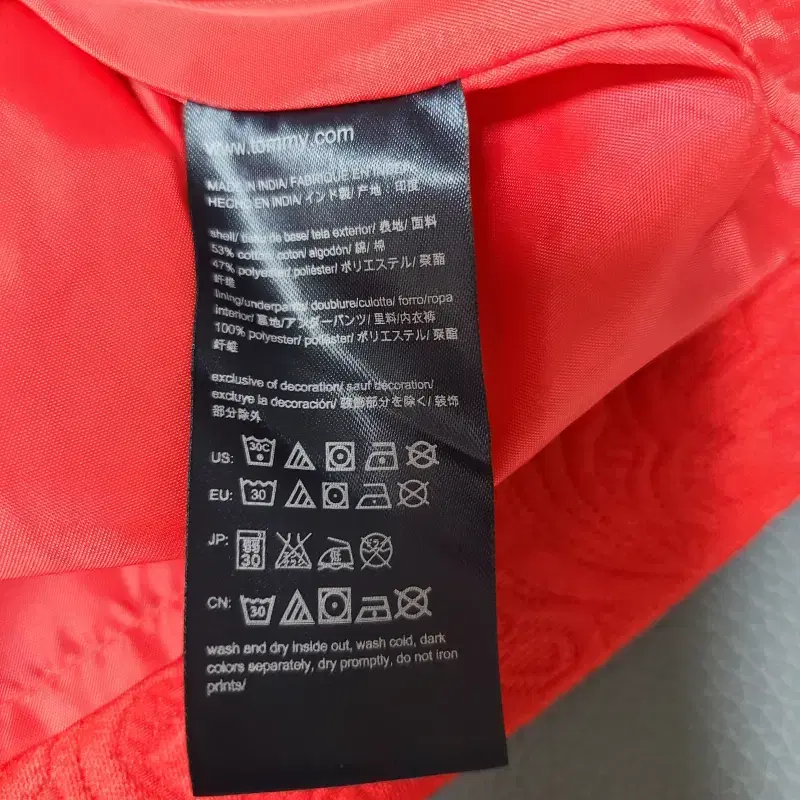 www.tommy.com
MADE IN INDIA/ FABRIQUE EN
HECHO EN INDIA/ インド製/ 产地 印度
shell/ tissu de base/ tela exterior/ 表地/ 面料
53% cotton/ coton/ algodón/ 綿/ 棉
47% polyester/ poliéster/ ポリエステル/ 聚酯
纤维
lining/underpants/ doublure/culotte/ forro/ropa
interior/ 裏地/アンダーパンツ/ 里料/内衣裤
100% polyester/ poliéster/ ポリエステル/ 聚酯
纤维
exclusive of decoration/ sauf décoration/
excluye la decoración/ 装飾部分を除く/ 装饰
部分除外
US: 30C
EU: 30
JP: 30
CN: 30
wash and dry inside out, wash cold, dark
colors separately, dry promptly, do not iron
prints/